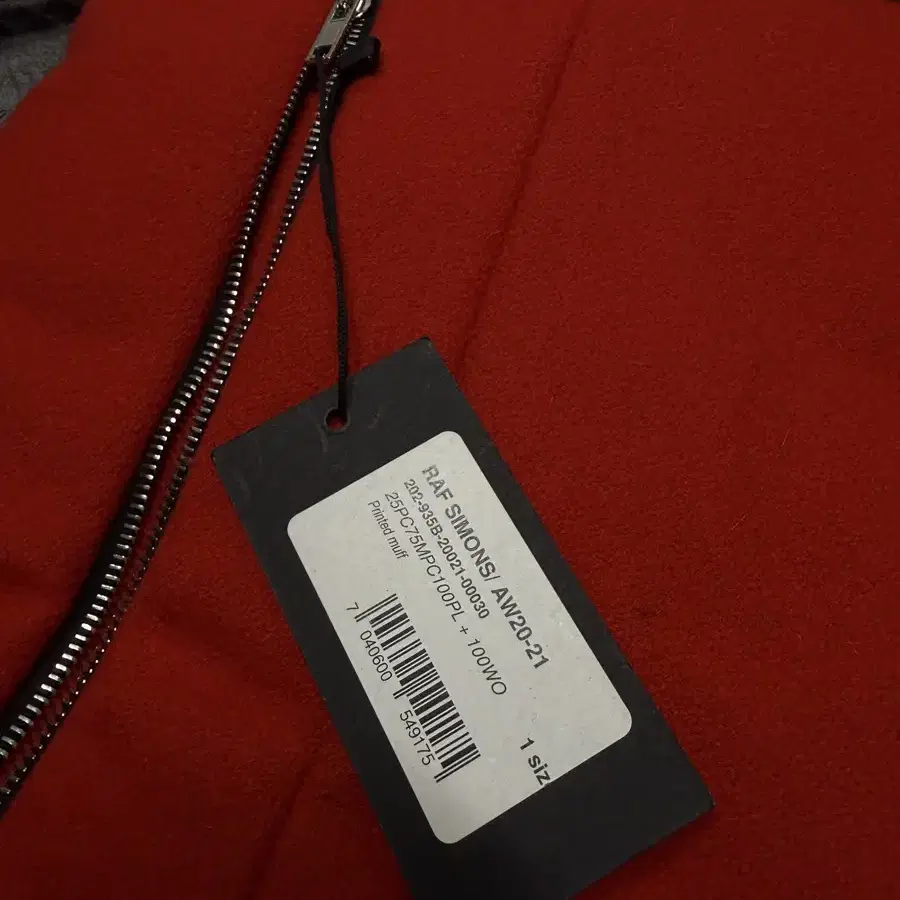 RAF SIMONS/ AW20-21
202-935B-20021-00030
25PC75MPC100PL + 100WO
Printed muff
7 040600 549175
1 siz